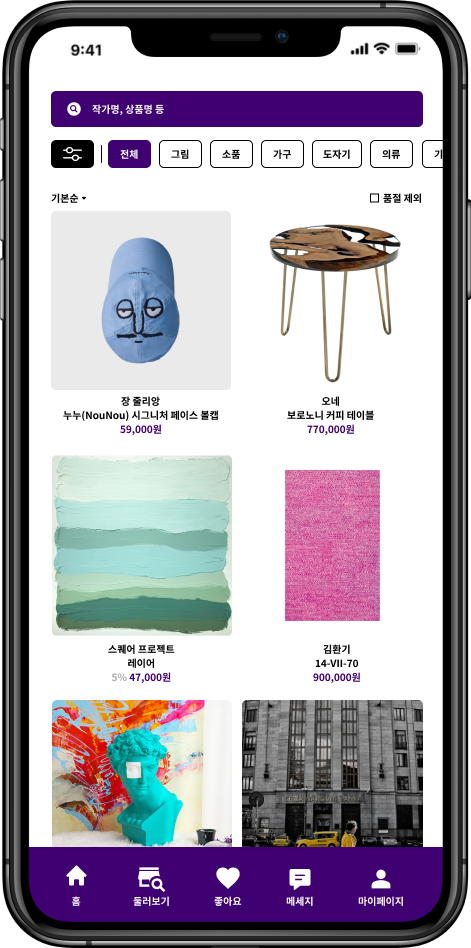 9:41
작가명, 상품명 등
전체 그림 소품 가구 도자기 의류
기본순 품절 제외
장 줄리앙 오네
누누(NouNou) 시그니처 페이스 볼캡 보로노니 커피 테이블
59,000원 770,000원
스퀘어 프로젝트 김환기
레이어 14-VII-70
5% 47,000원 900,000원
홈 둘러보기 좋아요 메세지 마이페이지